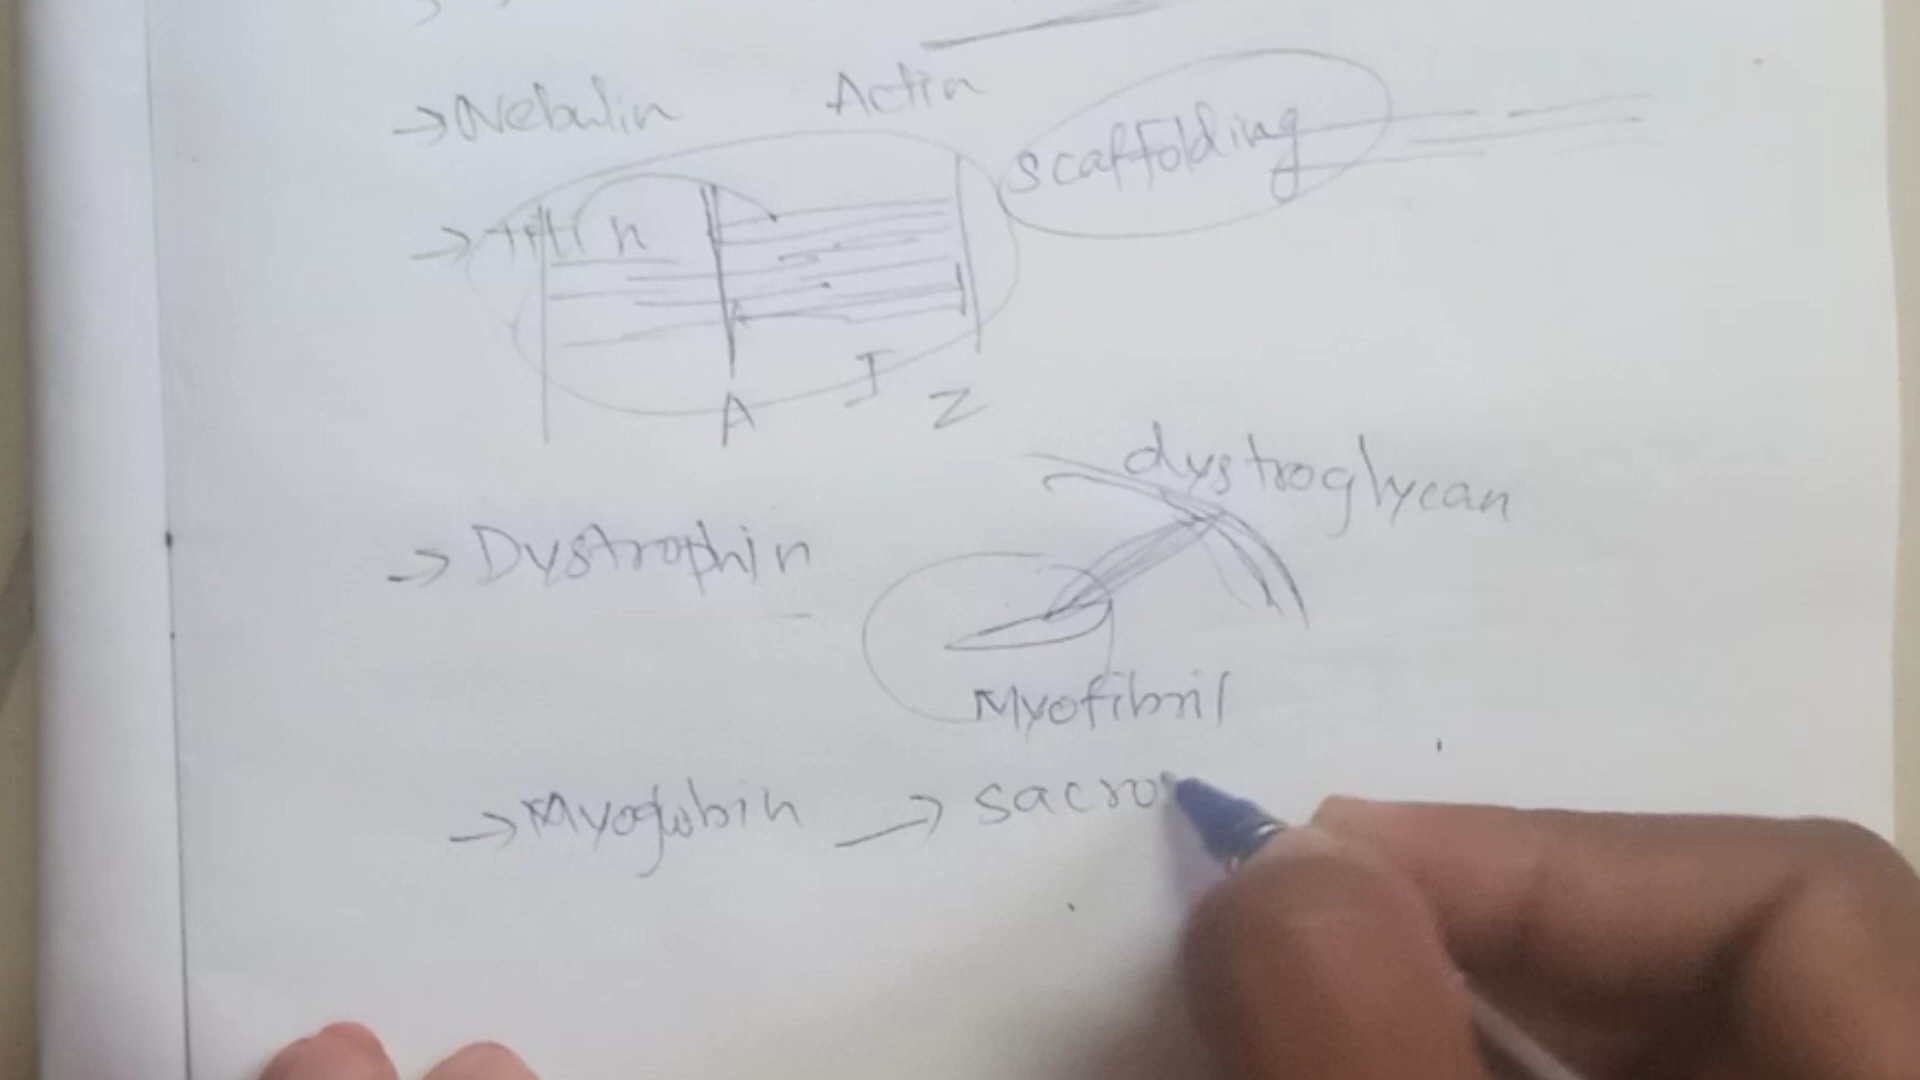 → Nebulin Actin
scaffolding
→ Titin
A I Z
dystroglycan
→ Dystrophin
Myofibril
→ Myoglobin → sacro